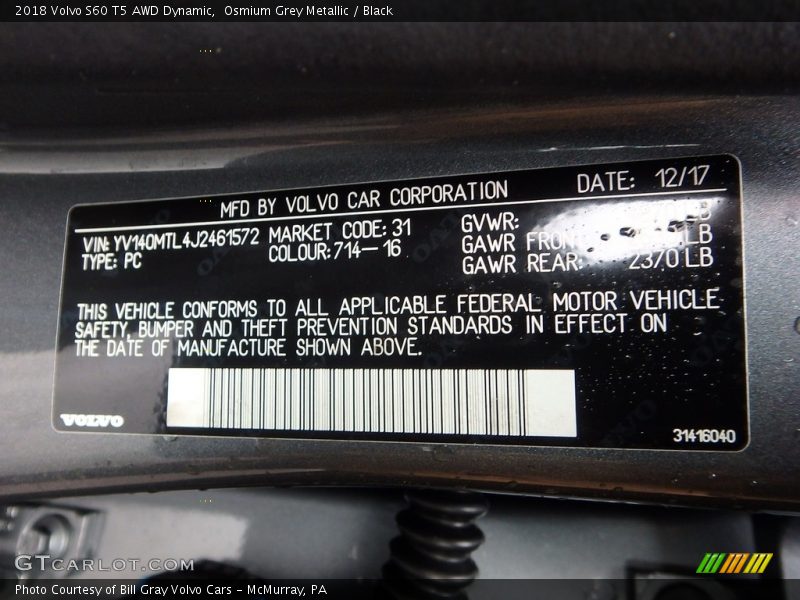 2018 Volvo S60 T5 AWD Dynamic,  Osmium Grey Metallic / Black
MFD BY VOLVO CAR CORPORATION DATE: 12/17
VIN: YV140MTL4J2461572 MARKET CODE: 31 GVWR: LB
TYPE: PC COLOUR: 714-16 GAWR FRONT LB
GAWR REAR: 2370 LB
THIS VEHICLE CONFORMS TO ALL APPLICABLE FEDERAL MOTOR VEHICLE
SAFETY, BUMPER AND THEFT PREVENTION STANDARDS IN EFFECT ON
THE DATE OF MANUFACTURE SHOWN ABOVE.
VOLVO
31416040
GTCARLOT.COM
Photo Courtesy of Bill Gray Volvo Cars - McMurray, PA